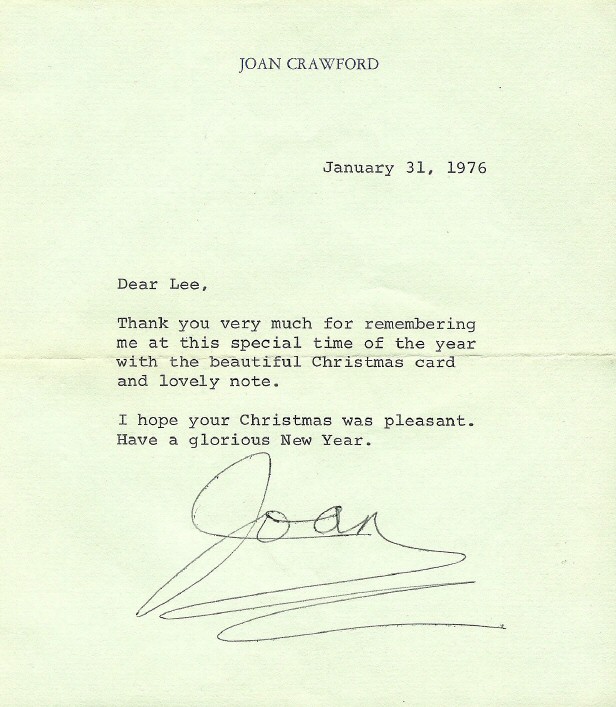 JOAN CRAWFORD
January 31, 1976
Dear Lee,
Thank you very much for remembering
me at this special time of the year
with the beautiful Christmas card
and lovely note.
I hope your Christmas was pleasant.
Have a glorious New Year.
Joan